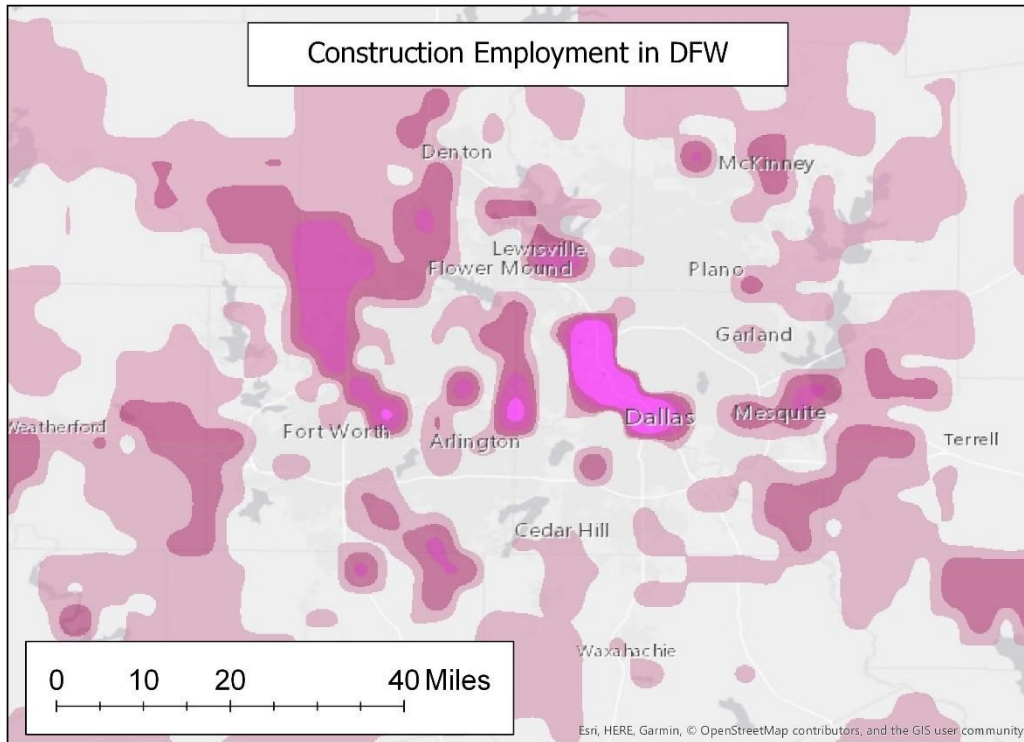 Construction Employment in DFW
Denton
McKinney
Lewisville
Flower Mound
Plano
Garland
Dallas
Mesquite
Weatherford
Fort Worth
Arlington
Terrell
Cedar Hill
Waxahachie
0 10 20 40 Miles
Esri, HERE, Garmin, © OpenStreetMap contributors, and the GIS user community